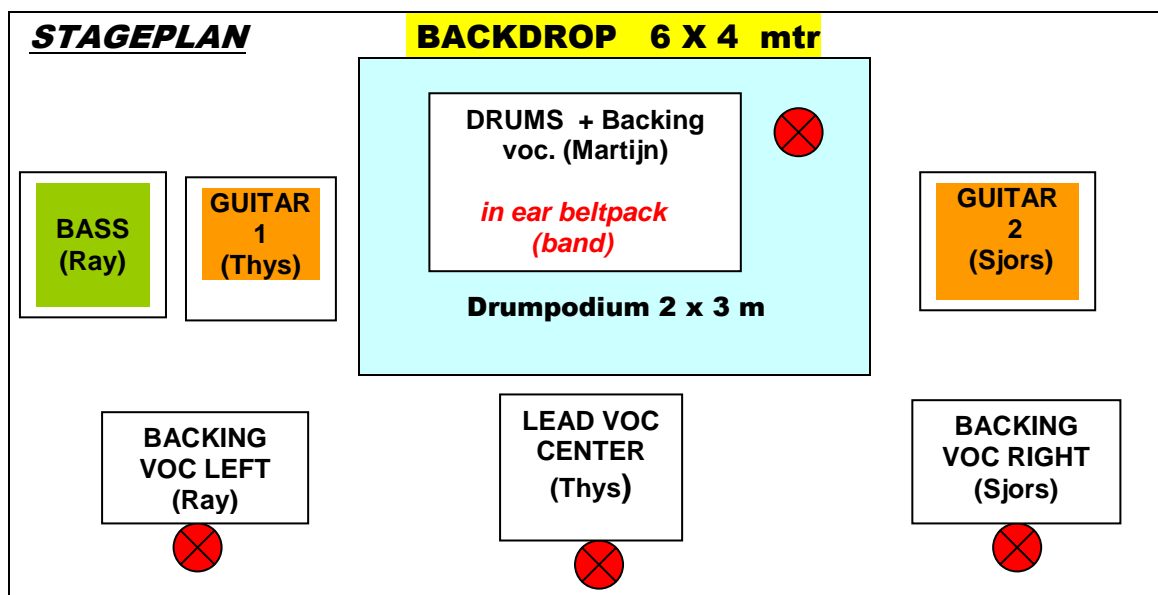 STAGEPLAN
BACKDROP 6 X 4 mtr
DRUMS + Backing
voc. (Martijn)
in ear beltpack
(band)
Drumpodium 2 x 3 m
BASS
(Ray)
GUITAR
1
(Thys)
GUITAR
2
(Sjors)
BACKING
VOC LEFT
(Ray)
LEAD VOC
CENTER
(Thys)
BACKING
VOC RIGHT
(Sjors)